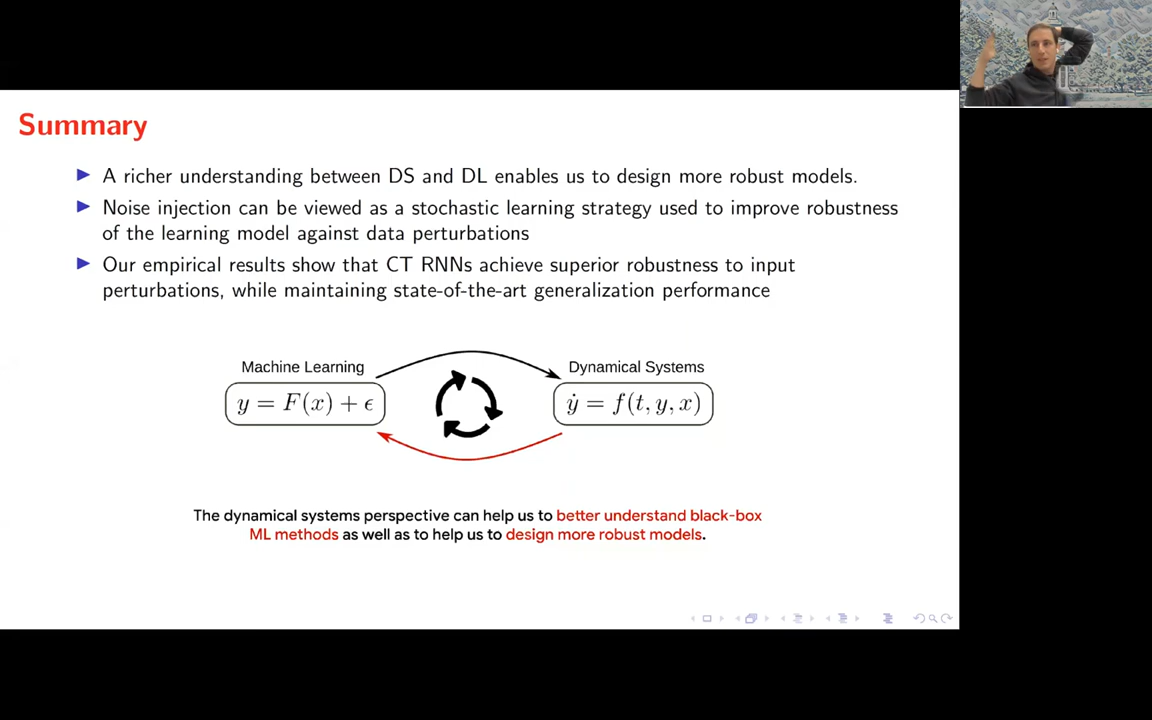 Summary
A richer understanding between DS and DL enables us to design more robust models.
Noise injection can be viewed as a stochastic learning strategy used to improve robustness
of the learning model against data perturbations
Our empirical results show that CT RNNs achieve superior robustness to input
perturbations, while maintaining state-of-the-art generalization performance
Machine Learning
Dynamical Systems
y = F(x) + ϵ
ẏ = f(t, y, x)
The dynamical systems perspective can help us to better understand black-box
ML methods as well as to help us to design more robust models.